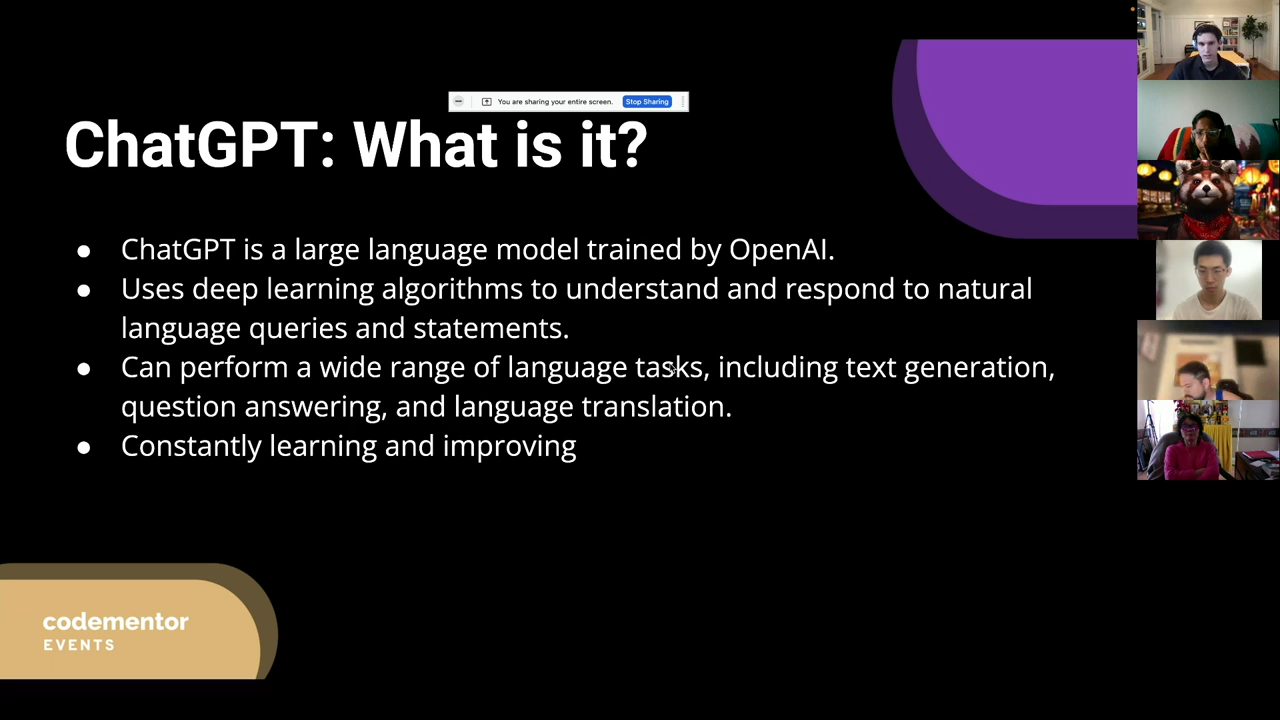 You are sharing your entire screen. Stop Sharing
ChatGPT: What is it?
● ChatGPT is a large language model trained by OpenAI.
● Uses deep learning algorithms to understand and respond to natural
language queries and statements.
● Can perform a wide range of language tasks, including text generation,
question answering, and language translation.
● Constantly learning and improving
codementor
EVENTS